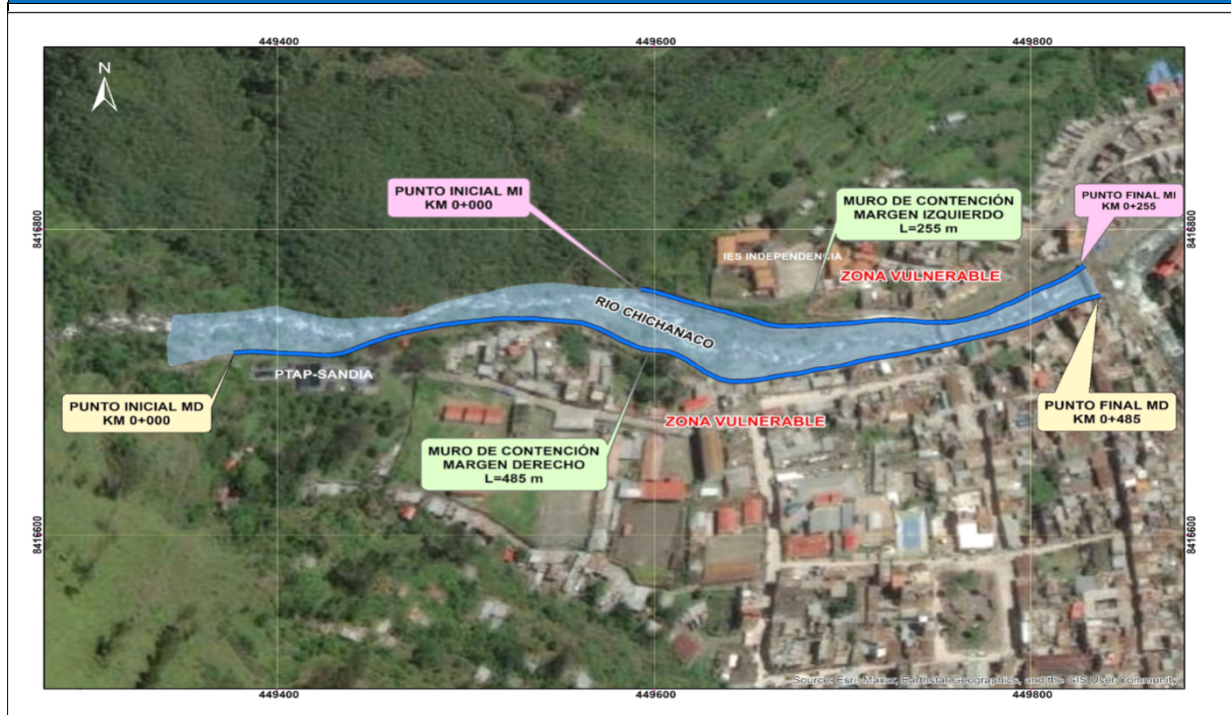 449400
449600
449800
N
PUNTO INICIAL MI
KM 0+000
MURO DE CONTENCIÓN
MARGEN IZQUIERDO
L=255 m
PUNTO FINAL MI
KM 0+255
8416800
8416800
IES INDEPENDENCIA
ZONA VULNERABLE
RIO CHICHANACO
PTAP-SANDIA
PUNTO INICIAL MD
KM 0+000
ZONA VULNERABLE
PUNTO FINAL MD
KM 0+485
MURO DE CONTENCIÓN
MARGEN DERECHO
L=485 m
8416600
8416600
Source: Esri, Maxar, Earthstar Geographics, and the GIS User Community
449400
449600
449800